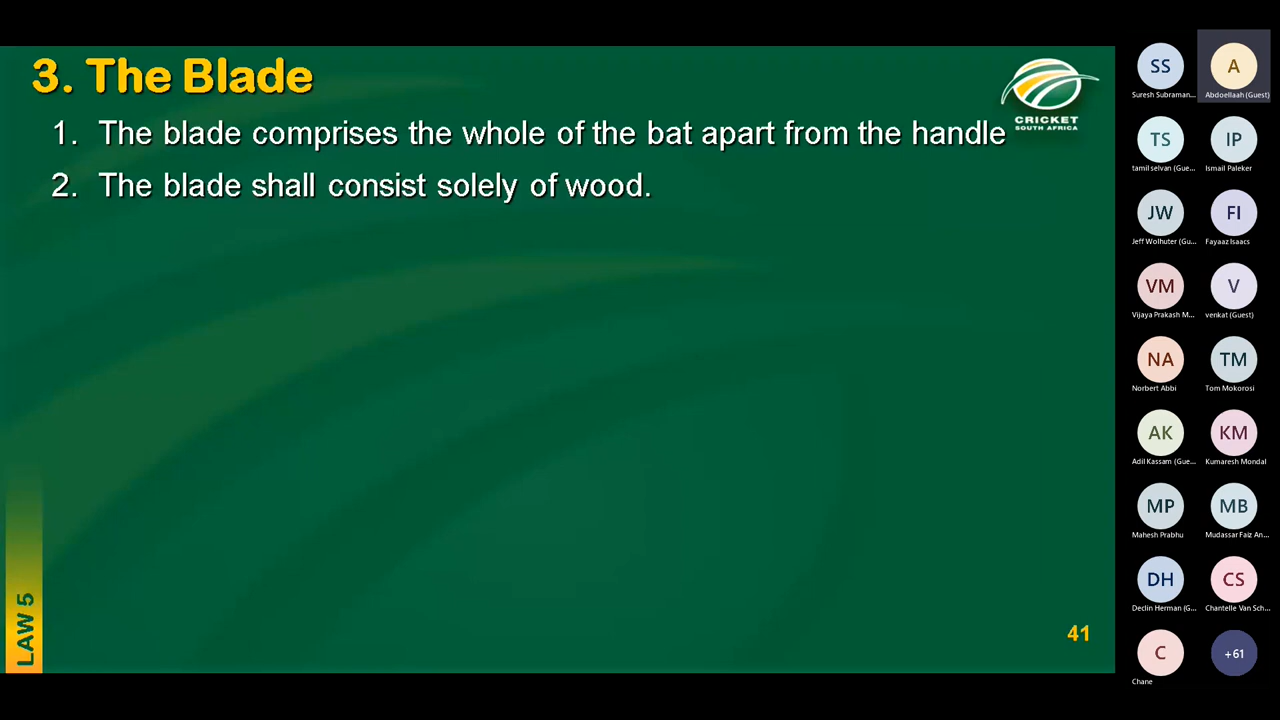 3. The Blade
1. The blade comprises the whole of the bat apart from the handle
2. The blade shall consist solely of wood.
CRICKET
SOUTH AFRICA
LAW 5
41
SS
Suresh Subraman...
A
Abdoellaah (Guest)
TS
tamil selvan (Gue...
IP
Ismail Paleker
JW
Jeff Wolhuter (Gu...
FI
Fayaaz Isaacs
VM
Vijaya Prakash M...
V
venkat (Guest)
NA
Norbert Abbi
TM
Tom Mokorosi
AK
Adil Kassam (Gue...
KM
Kumaresh Mondal
MP
Mahesh Prabhu
MB
Mudassar Faiz An...
DH
Declin Herman (G...
CS
Chantelle Van Sch...
C
Chane
+61